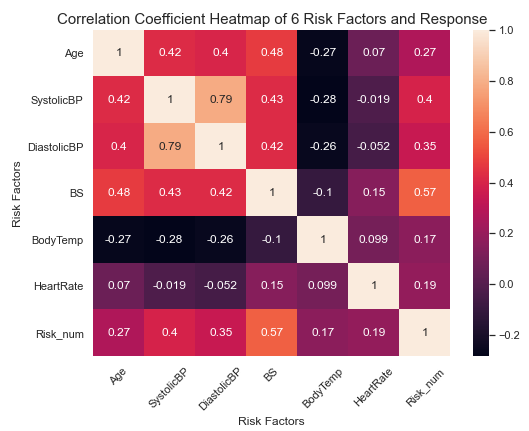 Correlation Coefficient Heatmap of 6 Risk Factors and Response
Age 1 0.42 0.4 0.48 -0.27 0.07 0.27
SystolicBP 0.42 1 0.79 0.43 -0.28 -0.019 0.4
DiastolicBP 0.4 0.79 1 0.42 -0.26 -0.052 0.35
BS 0.48 0.43 0.42 1 -0.1 0.15 0.57
BodyTemp -0.27 -0.28 -0.26 -0.1 1 0.099 0.17
HeartRate 0.07 -0.019 -0.052 0.15 0.099 1 0.19
Risk_num 0.27 0.4 0.35 0.57 0.17 0.19 1
Risk Factors
Age SystolicBP DiastolicBP BS BodyTemp HeartRate Risk_num
Risk Factors
1.0
0.8
0.6
0.4
0.2
0.0
−0.2